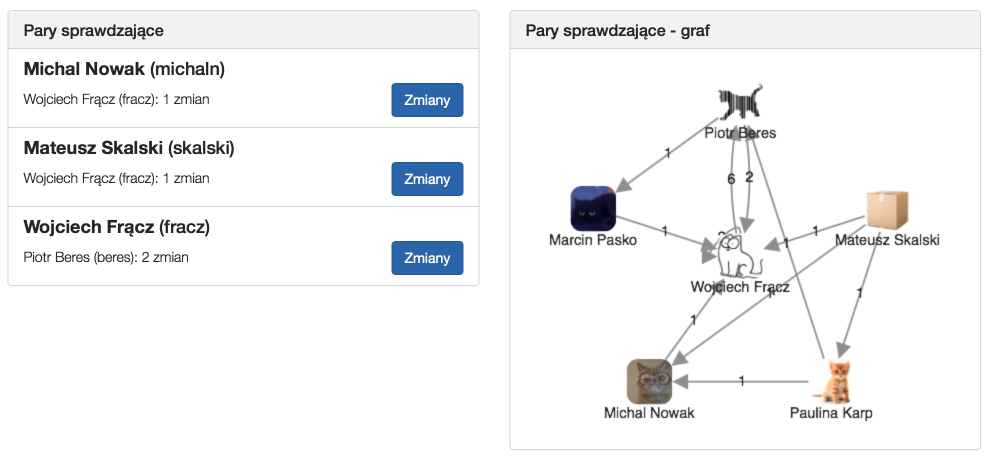 Pary sprawdzające
Michal Nowak (michaln)
Wojciech Frącz (fracz): 1 zmian
Zmiany
Mateusz Skalski (skalski)
Wojciech Frącz (fracz): 1 zmian
Zmiany
Wojciech Frącz (fracz)
Piotr Beres (beres): 2 zmian
Zmiany
Pary sprawdzające - graf
Piotr Beres
1
6 2
Marcin Pasko
1
1 1
Mateusz Skalski
Wojciech Frącz
1
1
1
1
Michal Nowak
Paulina Karp